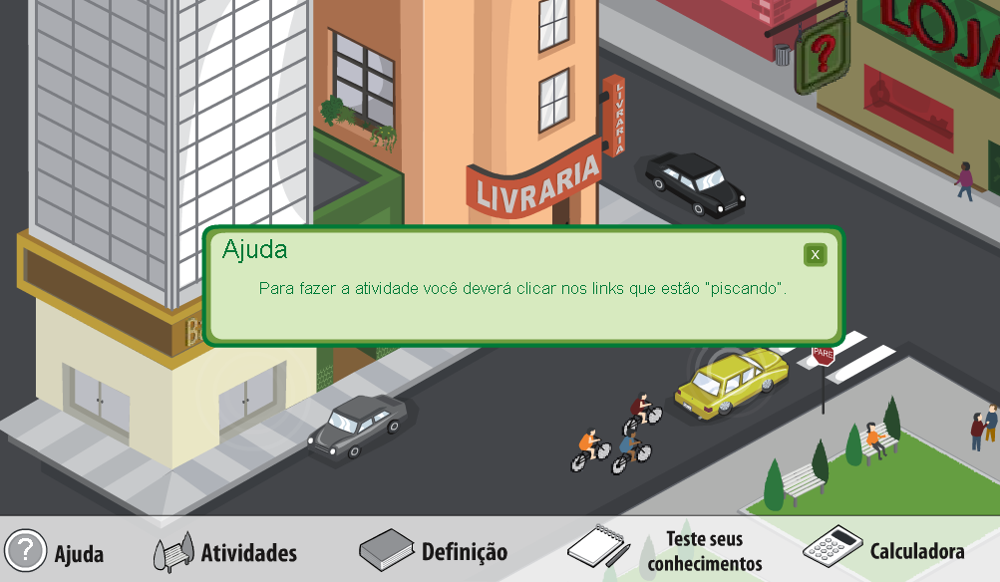 LOJA
?
LIVRARIA
LIVRARIA
Ajuda
X
Para fazer a atividade você deverá clicar nos links que estão "piscando".
PARE
? Ajuda
Atividades
Definição
Teste seus
conhecimentos
Calculadora